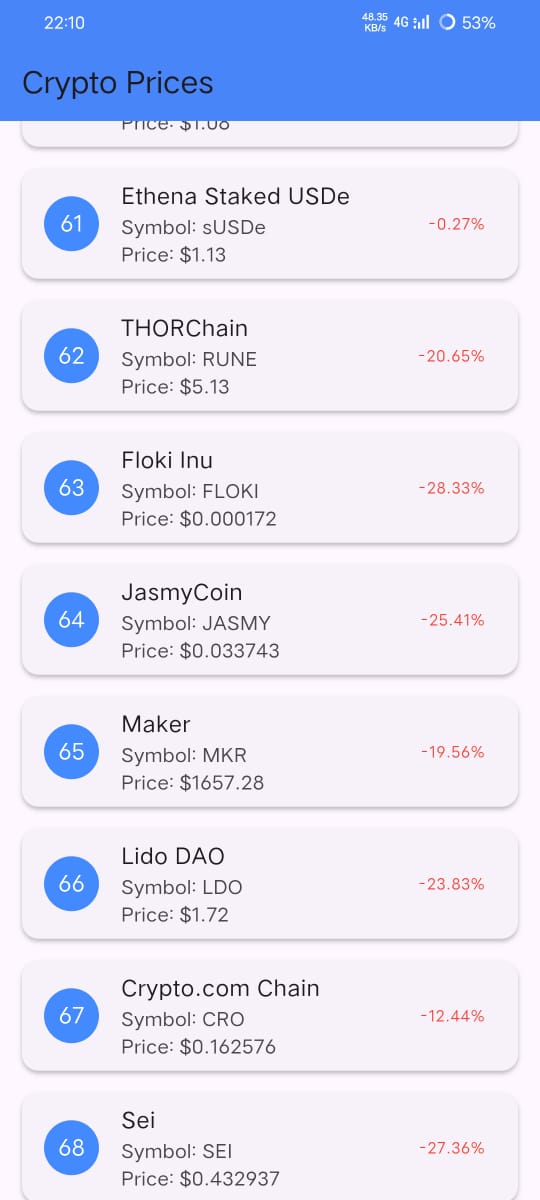 22:10
48.35 KB/s 4G 53%
Crypto Prices
Price: $1.08
61
Ethena Staked USDe
Symbol: sUSDe
Price: $1.13
-0.27%
62
THORChain
Symbol: RUNE
Price: $5.13
-20.65%
63
Floki Inu
Symbol: FLOKI
Price: $0.000172
-28.33%
64
JasmyCoin
Symbol: JASMY
Price: $0.033743
-25.41%
65
Maker
Symbol: MKR
Price: $1657.28
-19.56%
66
Lido DAO
Symbol: LDO
Price: $1.72
-23.83%
67
Crypto.com Chain
Symbol: CRO
Price: $0.162576
-12.44%
68
Sei
Symbol: SEI
Price: $0.432937
-27.36%